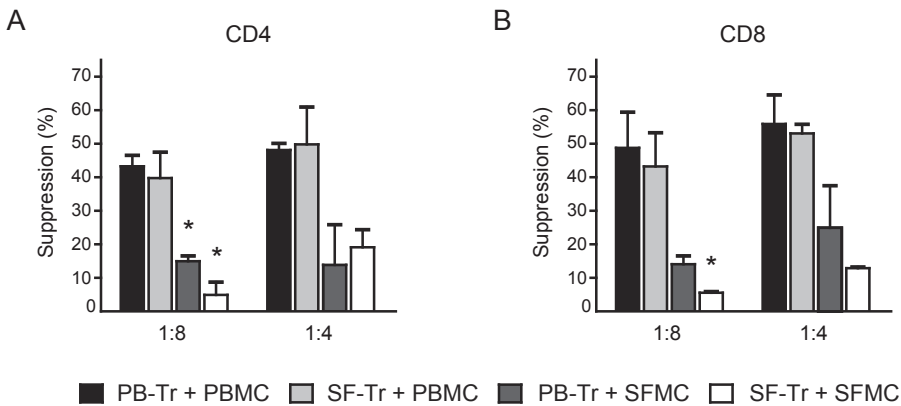 A
CD4
Suppression (%)
70
60
50
40
30
20
10
0
*
*
1:8
1:4
B
CD8
Suppression (%)
70
60
50
40
30
20
10
0
*
1:8
1:4
PB-Tr + PBMC
SF-Tr + PBMC
PB-Tr + SFMC
SF-Tr + SFMC